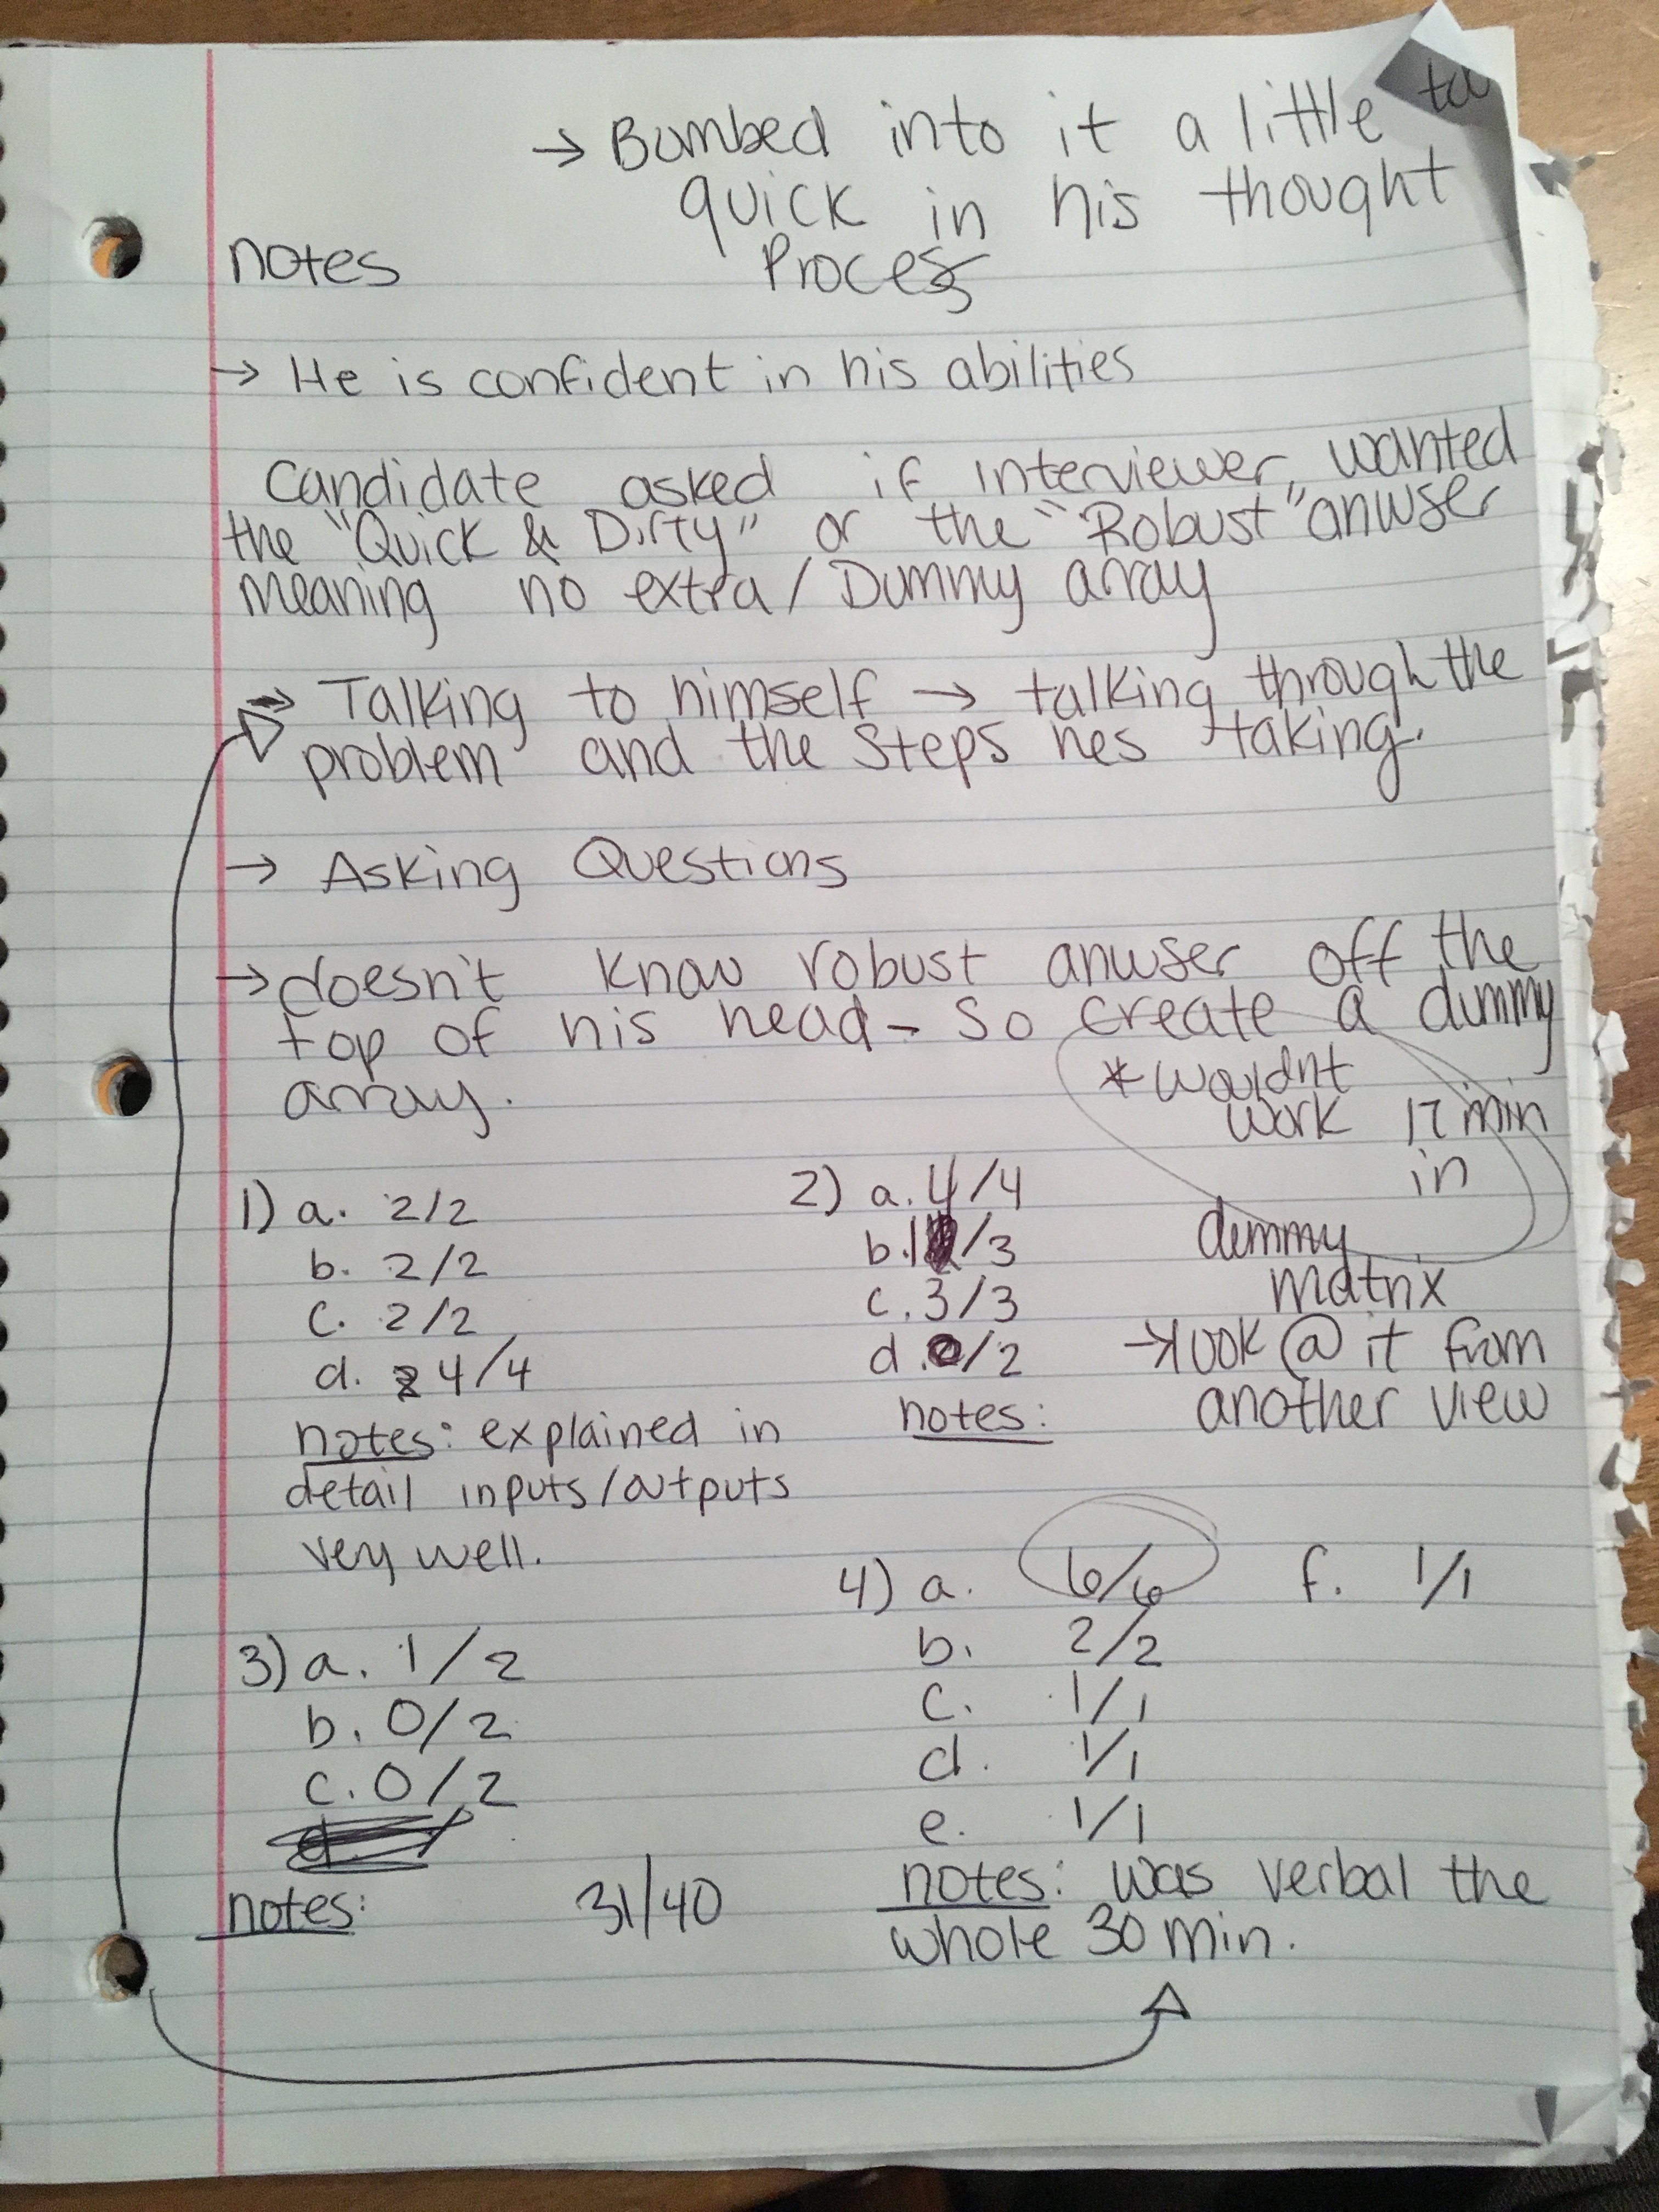 → Bombed into it a little to
quick in his thought
Process
notes
→ He is confident in his abilities
Candidate asked if interviewer wanted
the "Quick & Dirty" or the "Robust" anwser
meaning no extra / Dummy array
→ Talking to himself → talking through the
problem and the steps hes taking.
→ Asking Questions
→ doesn't know robust anwser off the
top of his head - so create a dummy
array.
* wouldnt
work 17 min
in
dummy
matrix
→ look @ it from
another view
1) a. 2/2
b. 2/2
c. 2/2
d. 4/4
notes: explained in
detail inputs/outputs
very well.
2) a. 4/4
b. 1/3
c. 3/3
d. /2
notes:
3) a. 1/2
b. 0/2
c. 0/2
notes:
31/40
4) a. 6/6 f. 1/1
b. 2/2
c. 1/1
d. 1/1
e. 1/1
notes: was verbal the
whole 30 min.